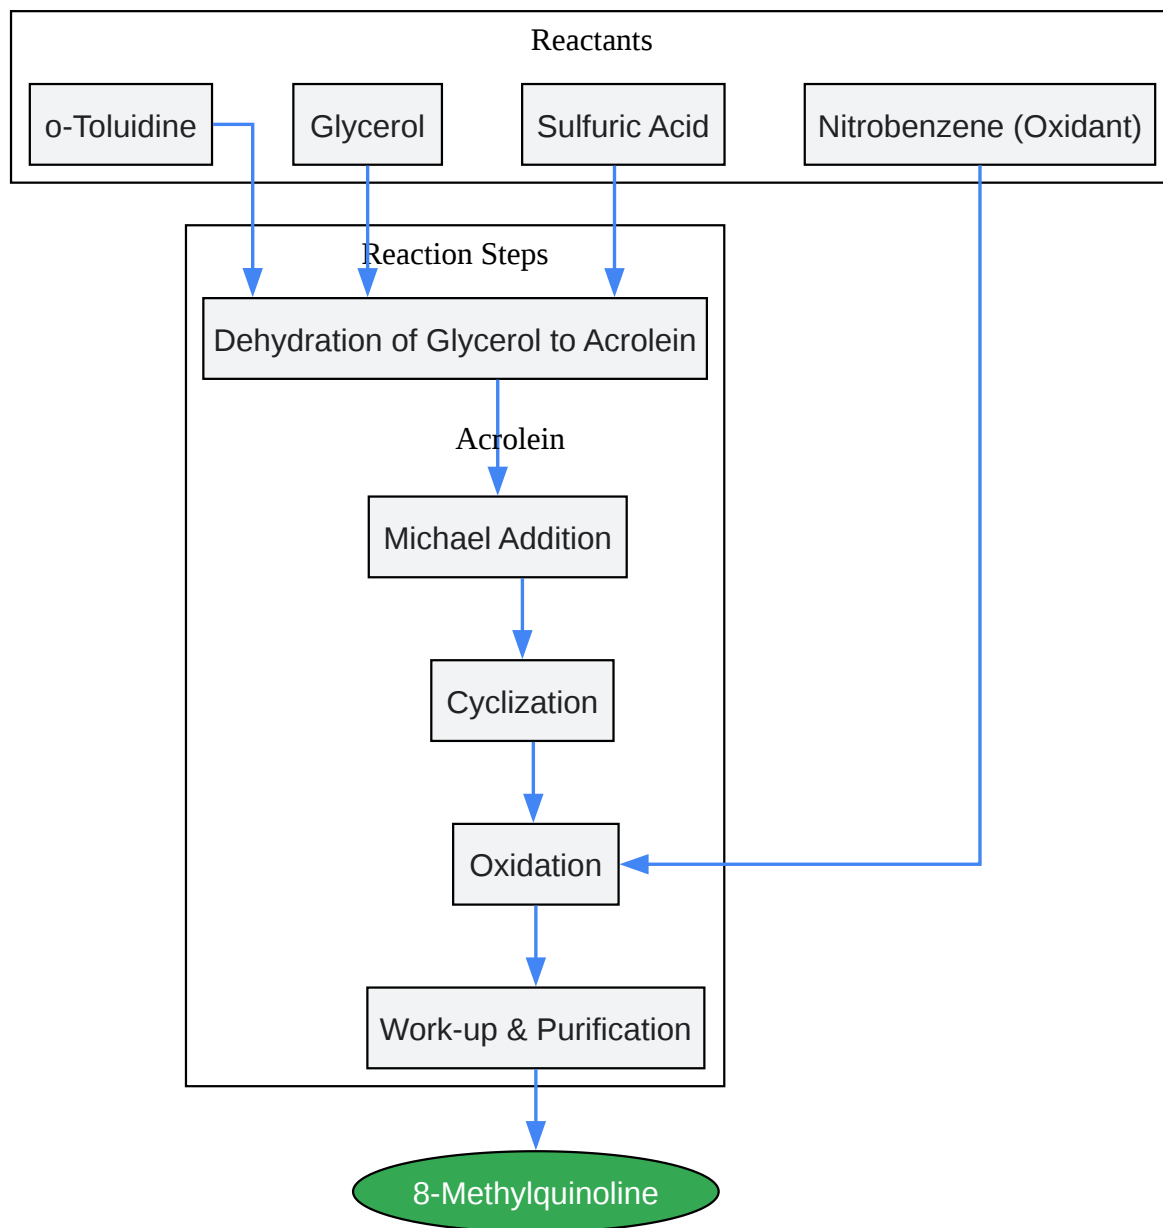 Reactants
o-Toluidine
Glycerol
Sulfuric Acid
Nitrobenzene (Oxidant)
Reaction Steps
Dehydration of Glycerol to Acrolein
Acrolein
Michael Addition
Cyclization
Oxidation
Work-up & Purification
8-Methylquinoline